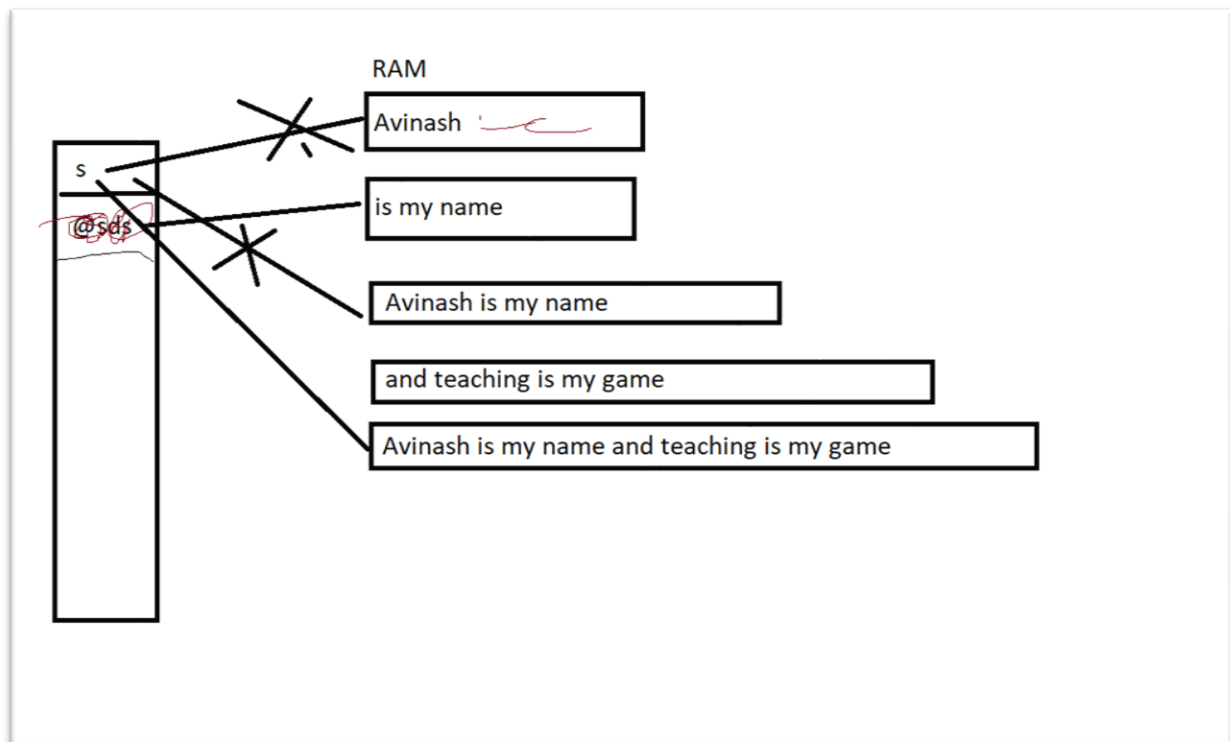 RAM
Avinash
s
is my name
@sds
Avinash is my name
and teaching is my game
Avinash is my name and teaching is my game